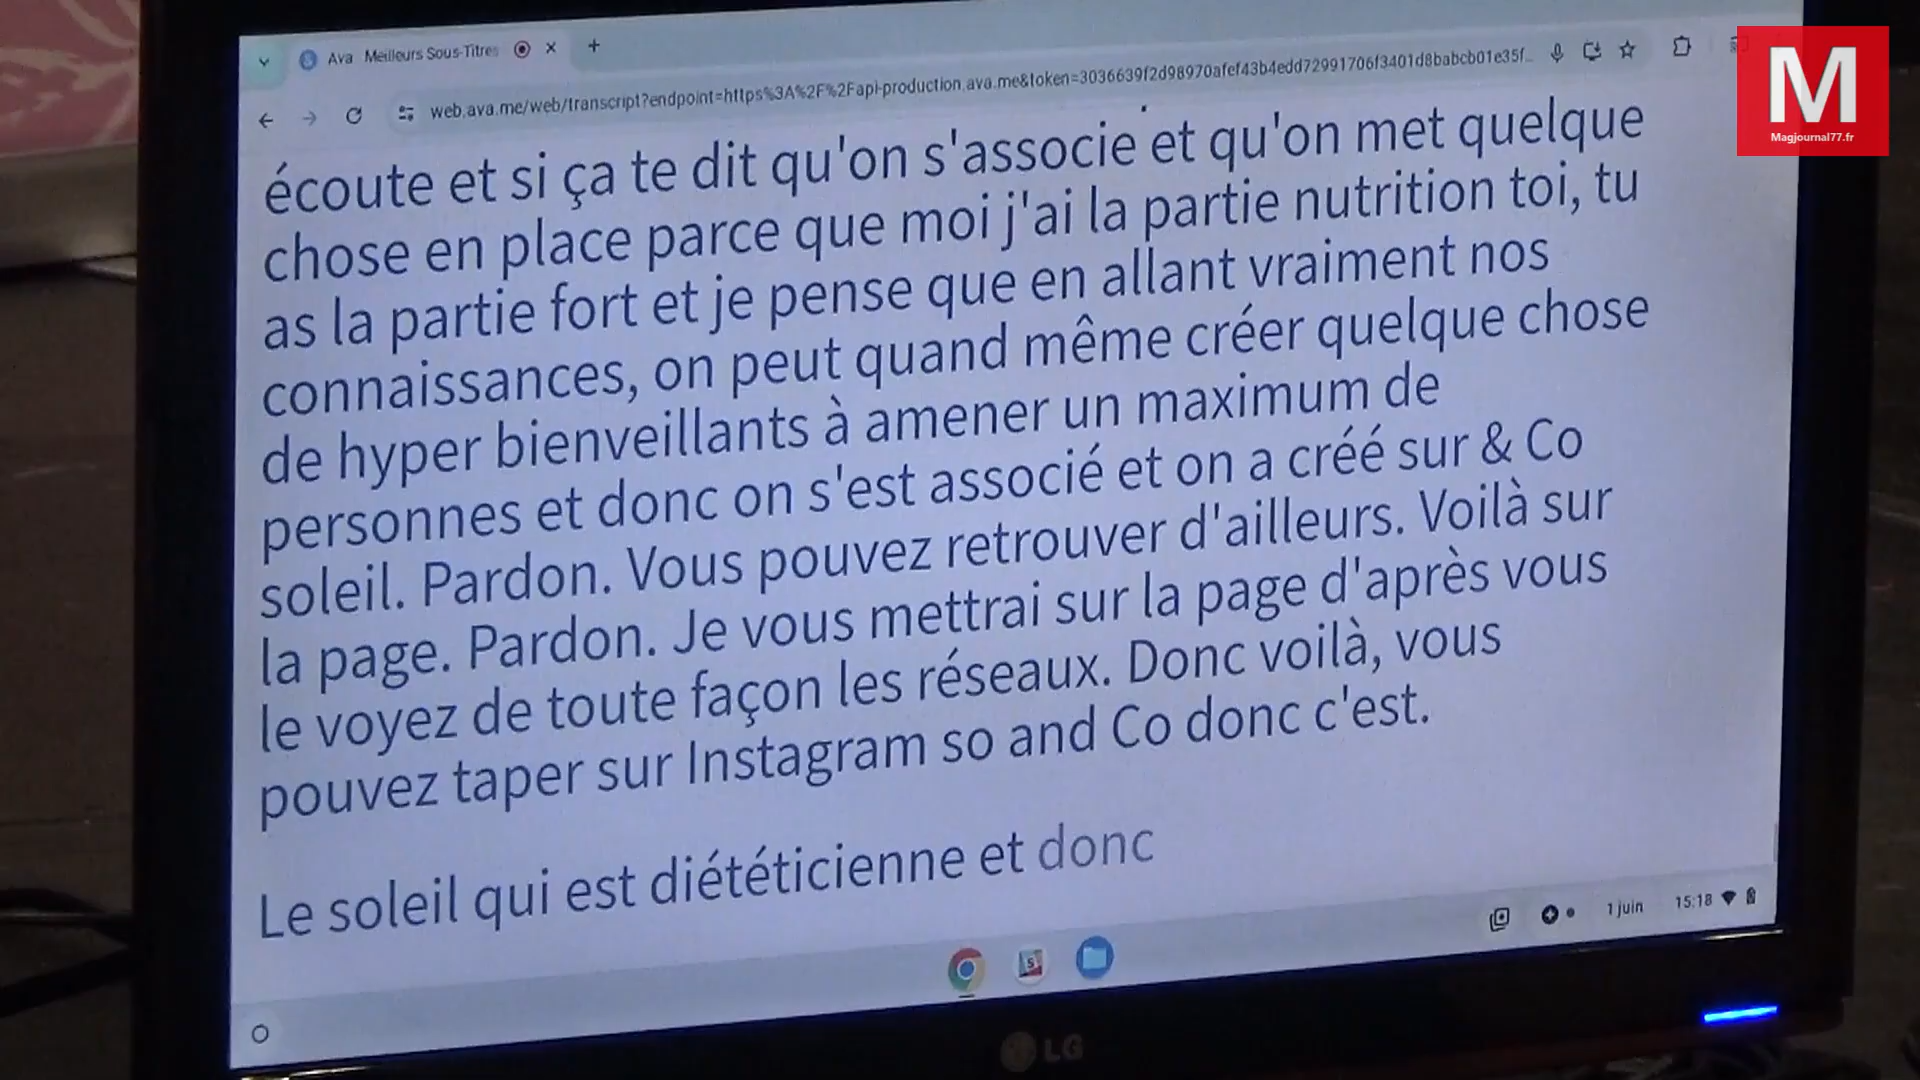 Ava Meilleurs Sous-Titres
web.ava.me/web/transcript?endpoint=https%3A%2F%2Fapi-production.ava.me&token=3036639f2d98970afef43b4edd72991706f3401d8babcb01e35f...
M
Magjournal77.fr
écoute et si ça te dit qu'on s'associe et qu'on met quelque
chose en place parce que moi j'ai la partie nutrition toi, tu
as la partie fort et je pense que en allant vraiment nos
connaissances, on peut quand même créer quelque chose
de hyper bienveillants à amener un maximum de
personnes et donc on s'est associé et on a créé sur & Co
soleil. Pardon. Vous pouvez retrouver d'ailleurs. Voilà sur
la page. Pardon. Je vous mettrai sur la page d'après vous
le voyez de toute façon les réseaux. Donc voilà, vous
pouvez taper sur Instagram so and Co donc c'est.
Le soleil qui est diététicienne et donc
1 juin 15:18
LG